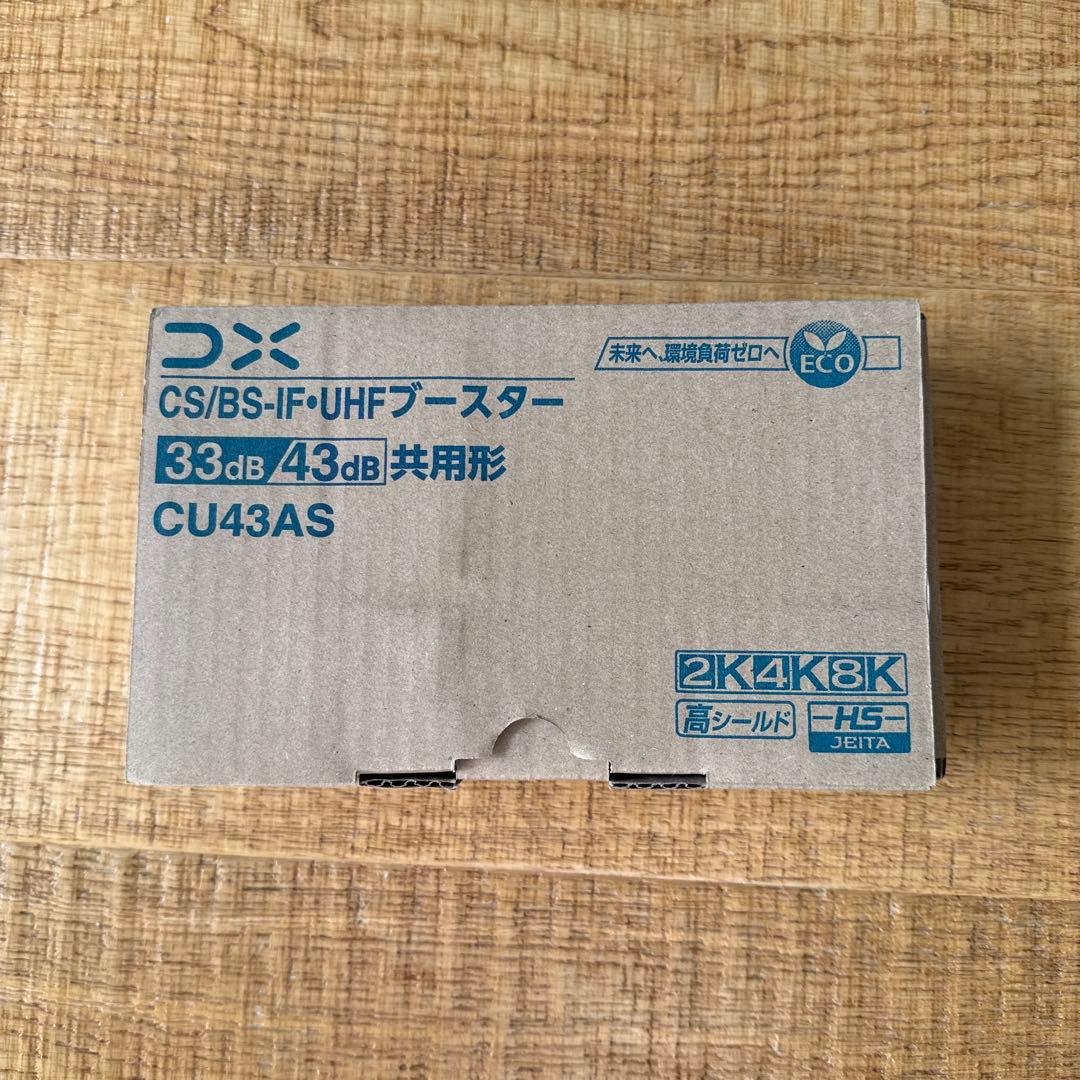 DX
CS/BS-IF・UHFブースター
33dB/43dB 共用形
CU43AS
未来へ、環境負荷ゼロへ
ECO
2K4K8K
高シールド
HS
JEITA